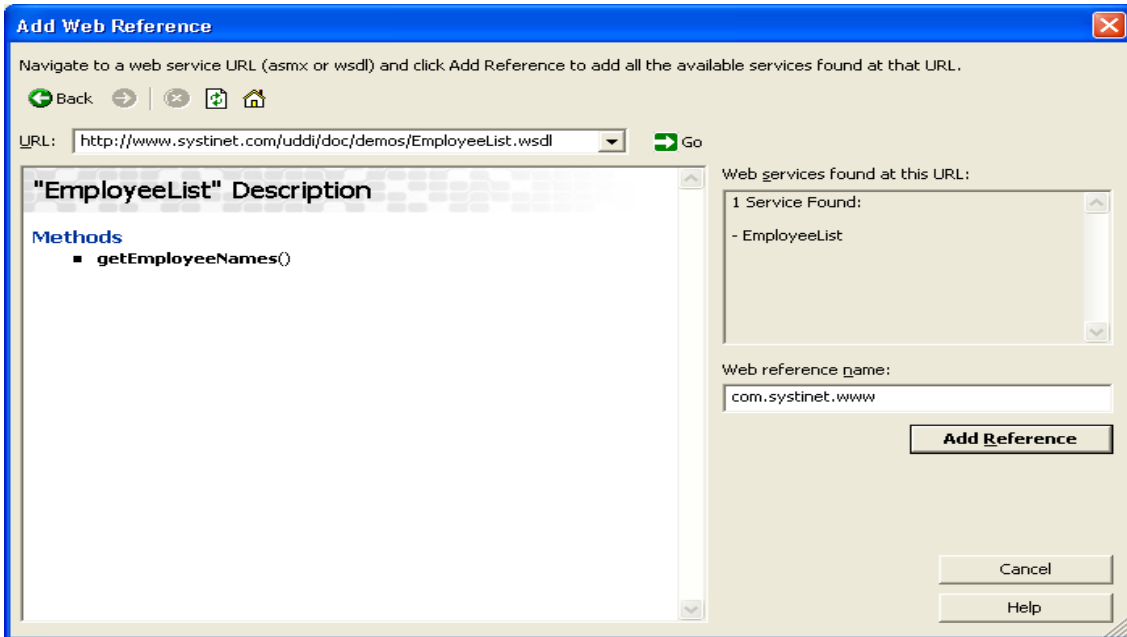 Add Web Reference
Navigate to a web service URL (asmx or wsdl) and click Add Reference to add all the available services found at that URL.
Back
URL: http://www.systinet.com/uddi/doc/demos/EmployeeList.wsdl Go
"EmployeeList" Description
Methods
getEmployeeNames()
Web services found at this URL:
1 Service Found:
- EmployeeList
Web reference name:
com.systinet.www
Add Reference
Cancel
Help